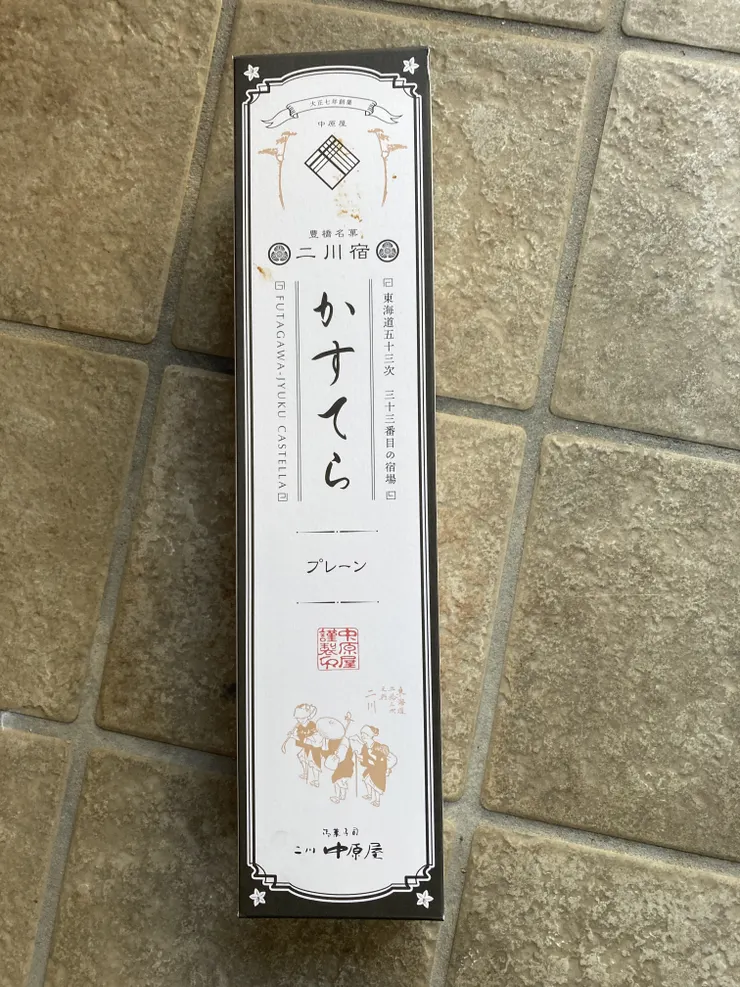 大正七年創業
中原屋
豊橋名菓
二川宿
東海道五十三次 三十三番目の宿場
かすてら
FUTAGAWA-JYUKU CASTELLA
プレーン
中原屋
謹製
東海道
二川
御菓子司
二川 中原屋